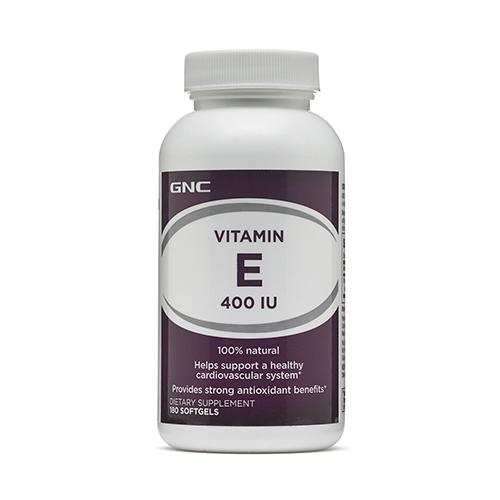 GNC
VITAMIN
E
400 IU
100% natural
Helps support a healthy
cardiovascular system*
Provides strong antioxidant benefits*
DIETARY SUPPLEMENT
180 SOFTGELS